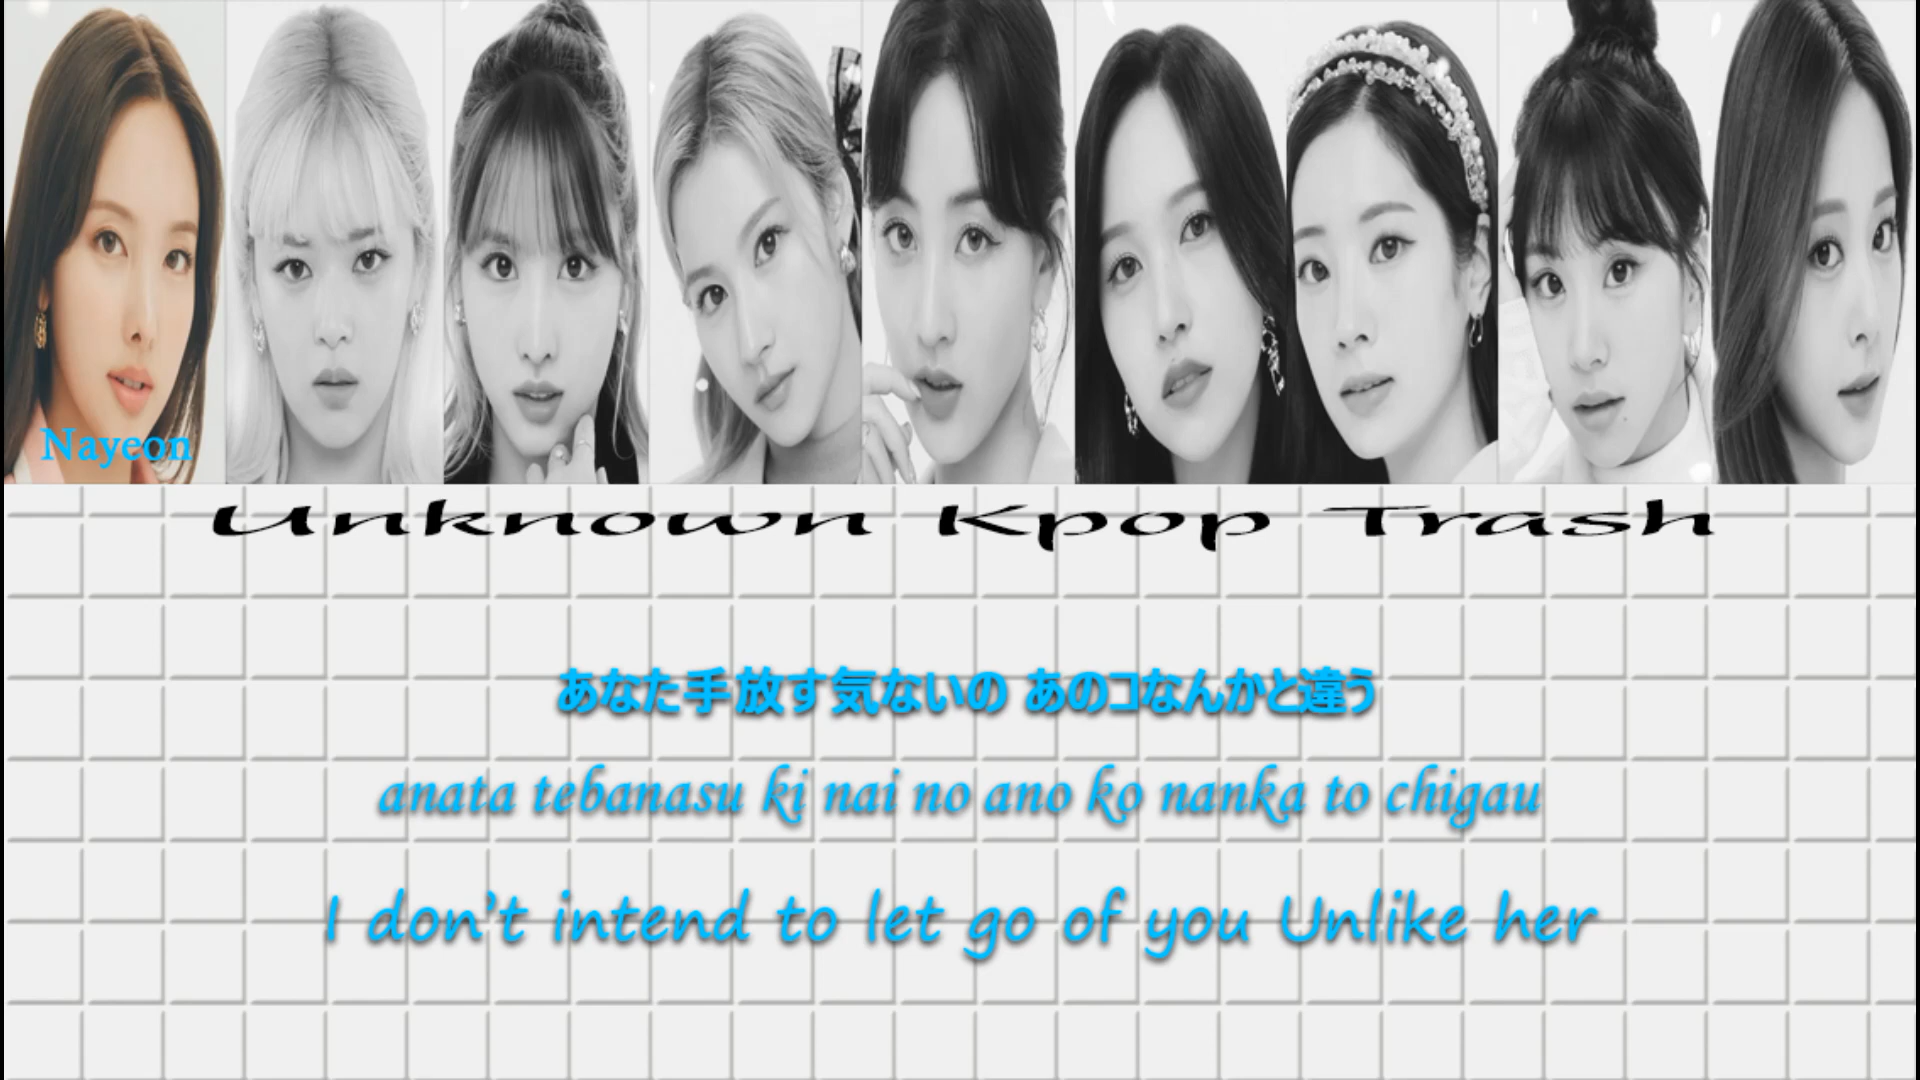 Nayeon
Unknown Kpop Trash
あなた手放す気ないの あのコなんかと違う
anata tebanasu ki nai no ano ko nanka to chigau
I don't intend to let go of you Unlike her